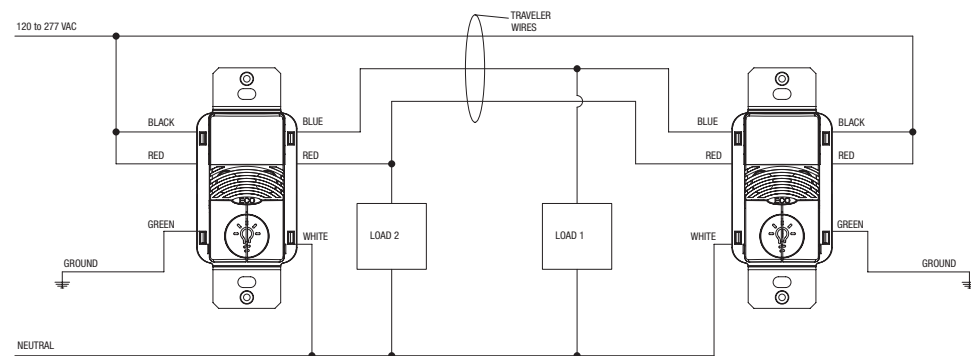 120 to 277 VAC
TRAVELER
WIRES
BLACK
BLUE
BLUE
BLACK
RED
RED
RED
RED
ECO
ECO
GREEN
WHITE
LOAD 2
LOAD 1
WHITE
GREEN
GROUND
GROUND
NEUTRAL